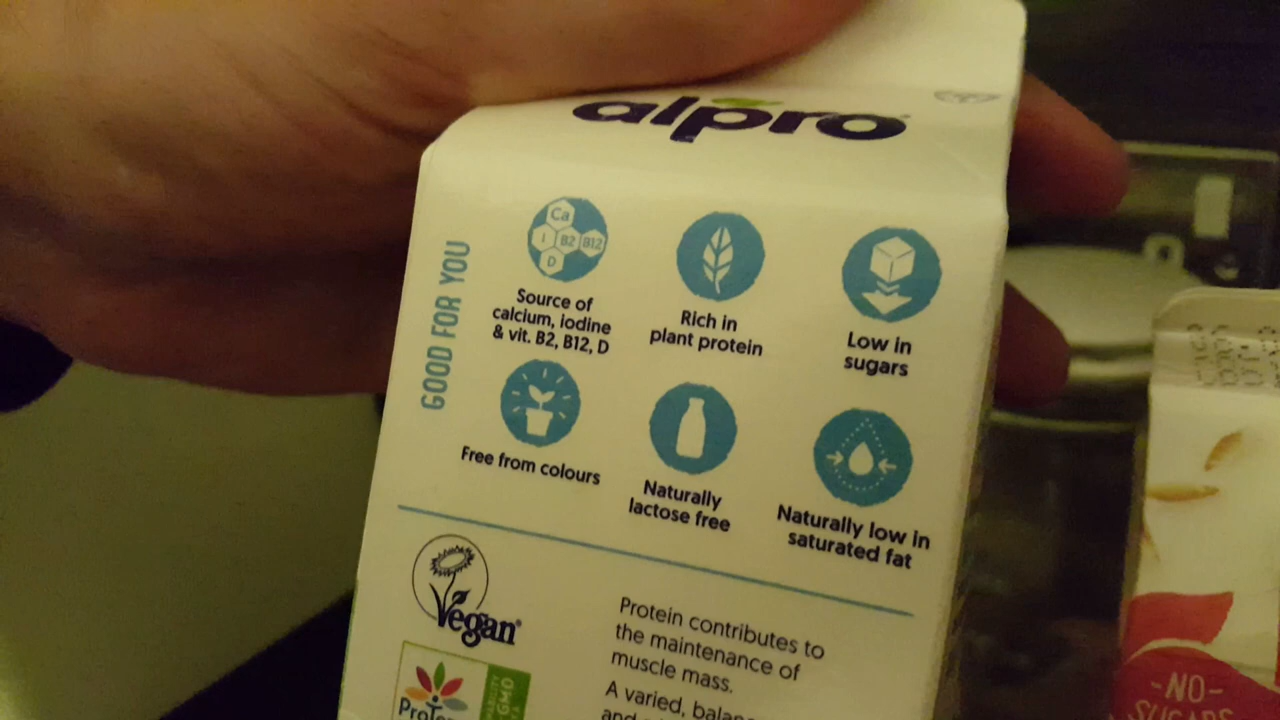 alpro
GOOD FOR YOU
Ca
I B2 B12
D
Source of
calcium, iodine
& vit. B2, B12, D
Rich in
plant protein
Low in
sugars
Free from colours
Naturally
lactose free
Naturally low in
saturated fat
Vegan
Protein contributes to
the maintenance of
muscle mass.
A varied,
GMO
-NO-
SUGARS